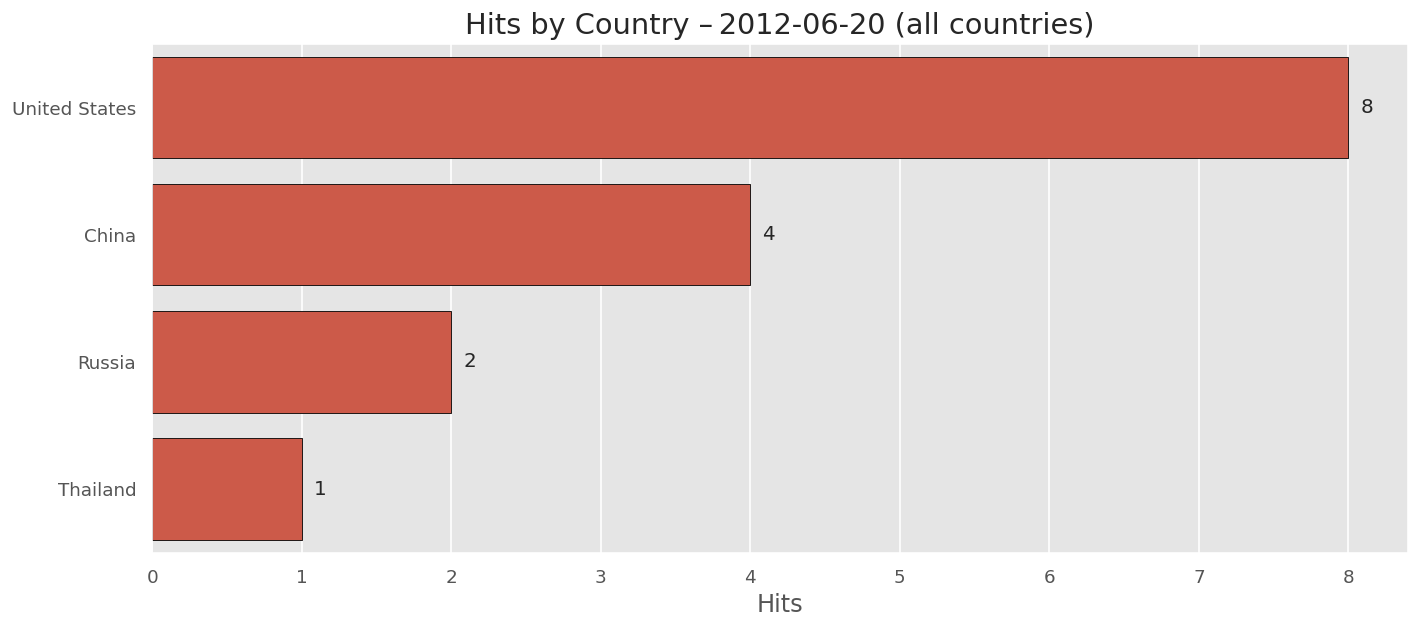 Hits by Country – 2012-06-20 (all countries)
United States
8
China
4
Russia
2
Thailand
1
0 1 2 3 4 5 6 7 8
Hits